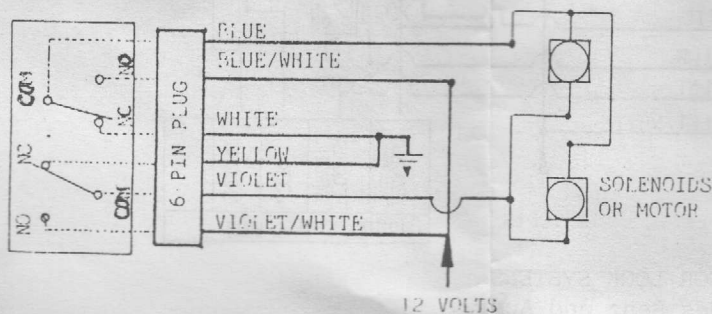 BLUE
BLUE/WHITE
NO
COM
NC
WHITE
YELLOW
VIOLET
VIOLET/WHITE
6-PIN PLUG
NC
COM
NO
SOLENOIDS
OR MOTOR
12 VOLTS